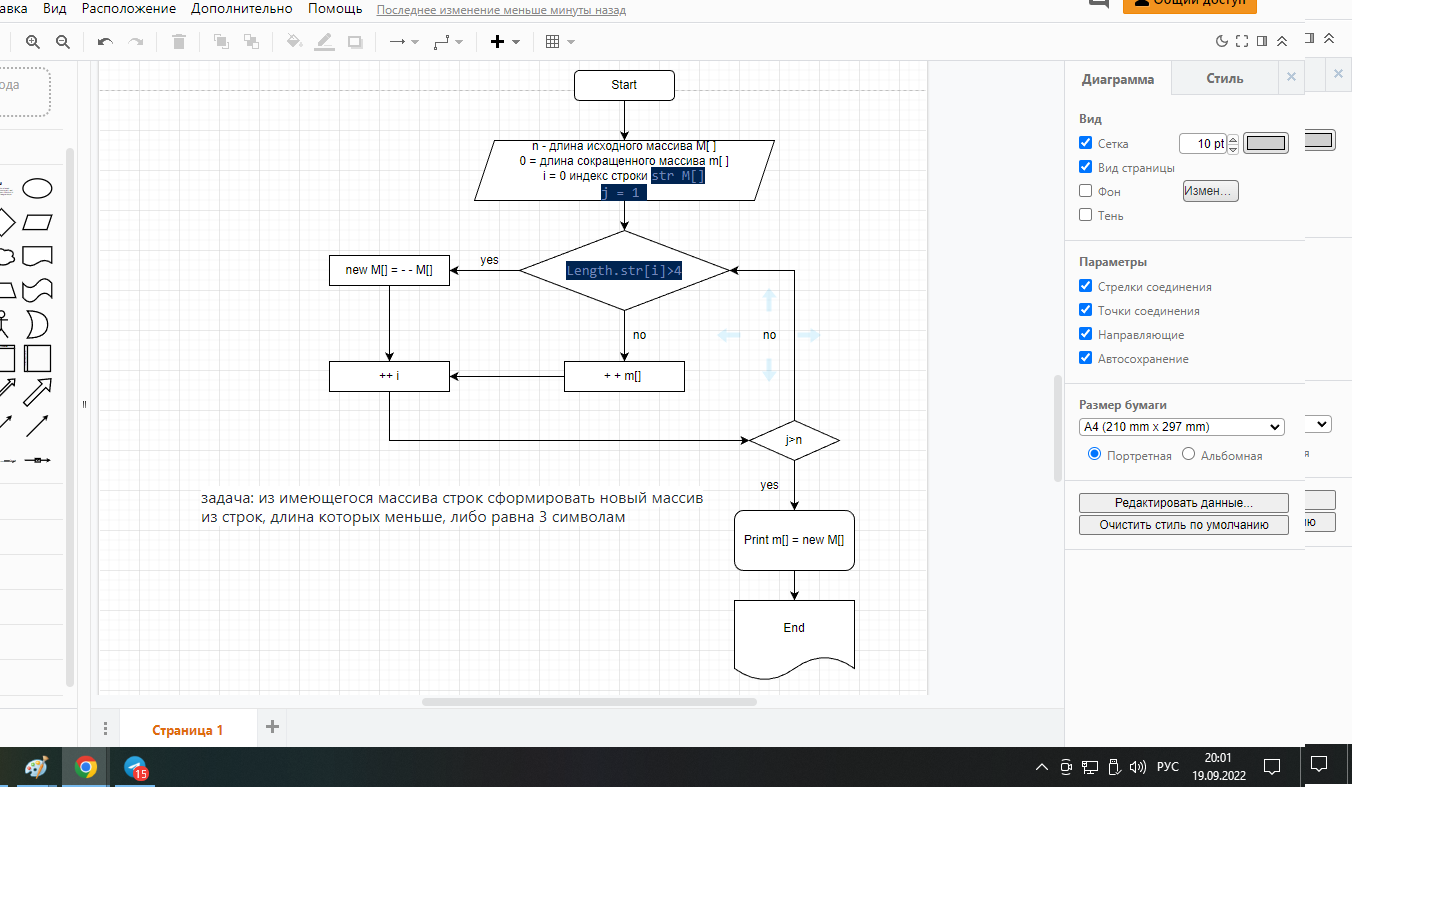 авка Вид Расположение Дополнительно Помощь Последнее изменение меньше минуты назад
Общий доступ
ода
Диаграмма Стиль
Вид
Сетка 10 pt
Вид страницы
Фон Измен...
Тень
Параметры
Стрелки соединения
Точки соединения
Направляющие
Автосохранение
Размер бумаги
A4 (210 mm x 297 mm)
Портретная Альбомная
я
Редактировать данные...
Очистить стиль по умолчанию
ю
Start
n - длина исходного массива M[ ]
0 = длина сокращенного массива m[ ]
i = 0 индекс строки str M[]
j = 1
Length.str[i]>4
yes
new M[] = - - M[]
no
no
++ i
+ + m[]
j>n
yes
задача: из имеющегося массива строк сформировать новый массив
из строк, длина которых меньше, либо равна 3 символам
Print m[] = new M[]
End
Страница 1
15
РУС
20:01
19.09.2022